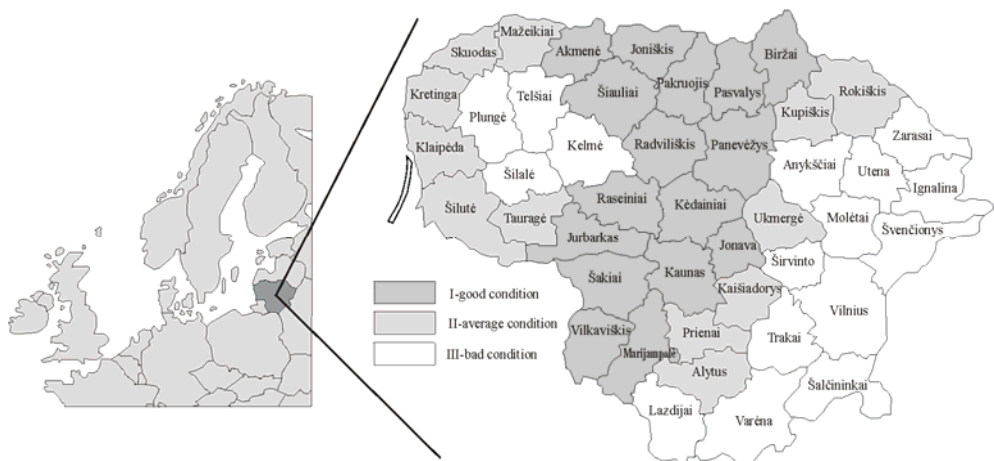 Mažeikiai
Skuodas
Akmenė
Joniškis
Biržai
Kretinga
Telšiai
Šiauliai
Pakruojis
Pasvalys
Rokiškis
Plungė
Kupiškis
Klaipėda
Kelmė
Radviliškis
Panevėžys
Zarasai
Anykščiai
Utena
Šilalė
Ignalina
Šilutė
Tauragė
Raseiniai
Kėdainiai
Ukmergė
Molėtai
Švenčionys
Jurbarkas
Jonava
Širvinto
Šakiai
Kaunas
Kaišiadorys
I-good condition
Vilnius
II-average condition
Vilkaviškis
Prienai
Trakai
III-bad condition
Marijampalė
Alytus
Šalčininkai
Lazdijai
Varėna